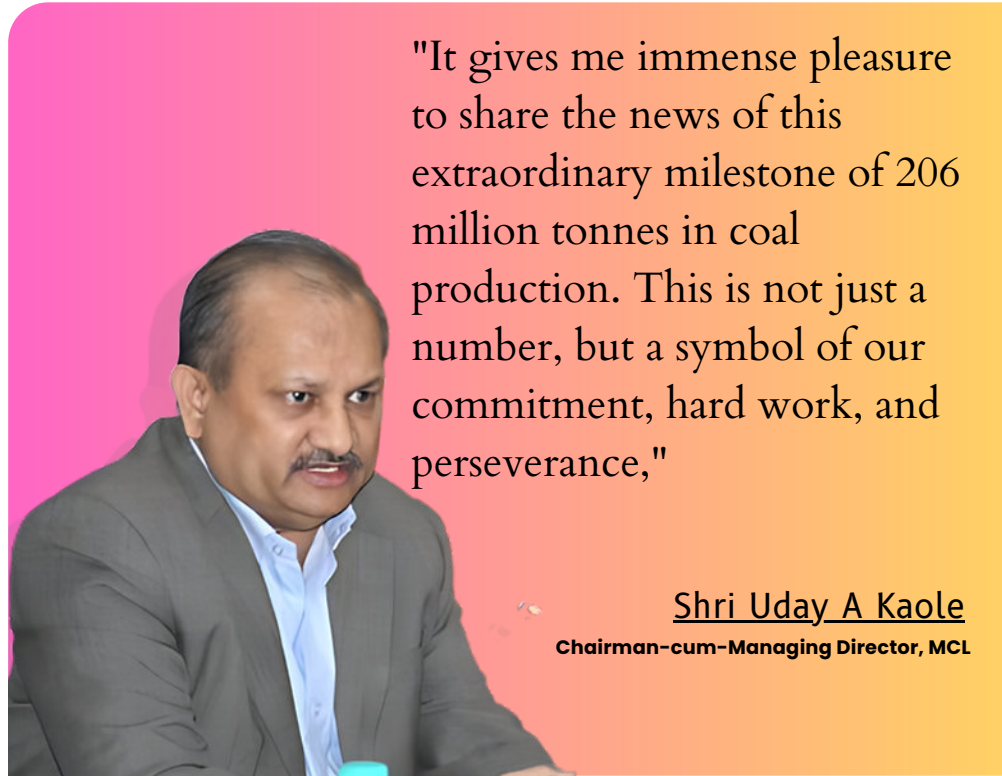 "It gives me immense pleasure
to share the news of this
extraordinary milestone of 206
million tonnes in coal
production. This is not just a
number, but a symbol of our
commitment, hard work, and
perseverance,"
Shri Uday A Kaole
Chairman-cum-Managing Director, MCL